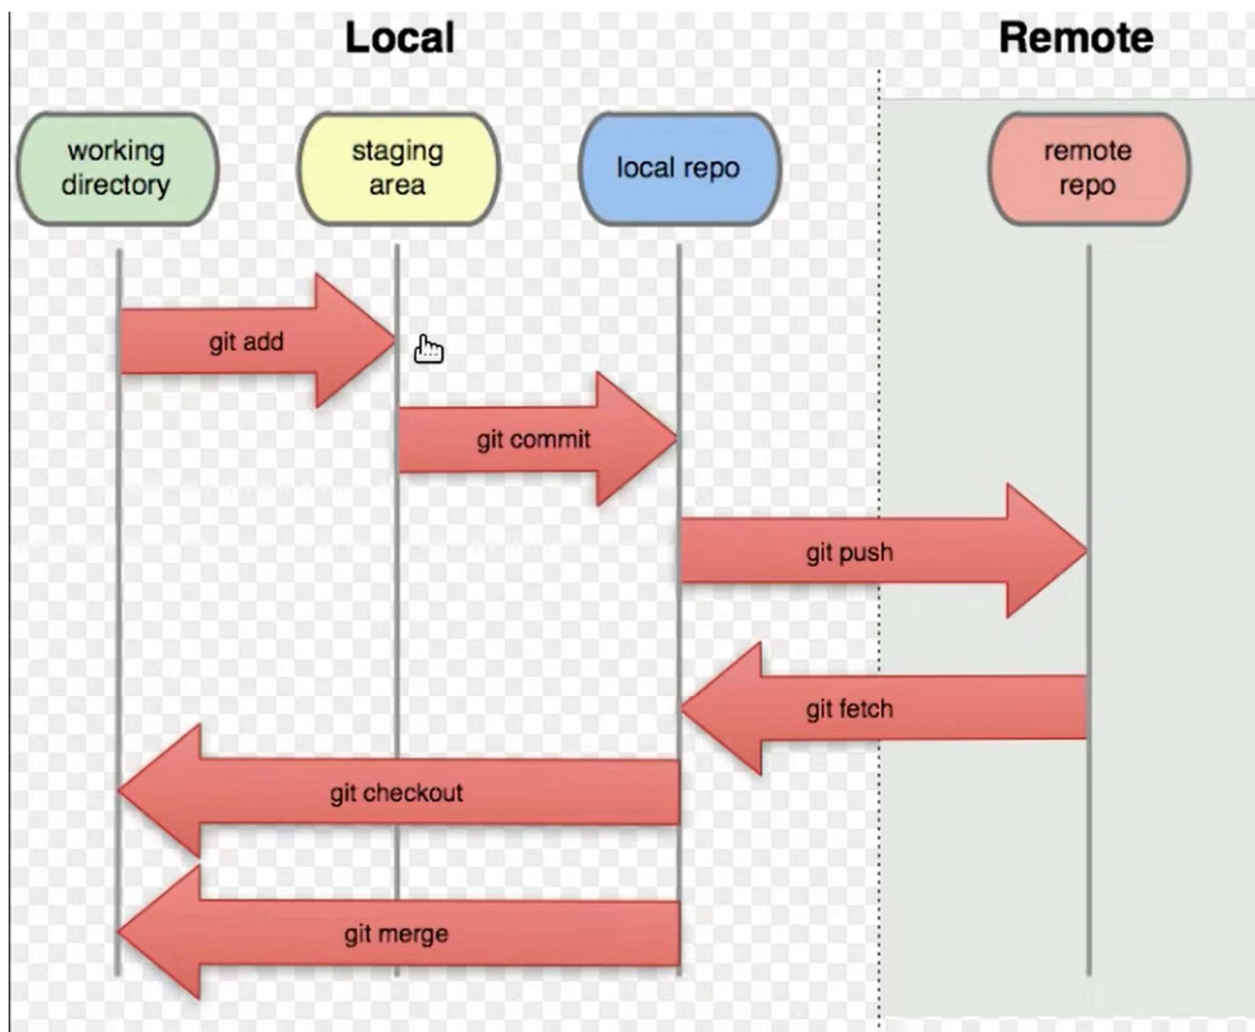 Local
Remote
working
directory
staging
area
local repo
remote
repo
git add
git commit
git push
git fetch
git checkout
git merge